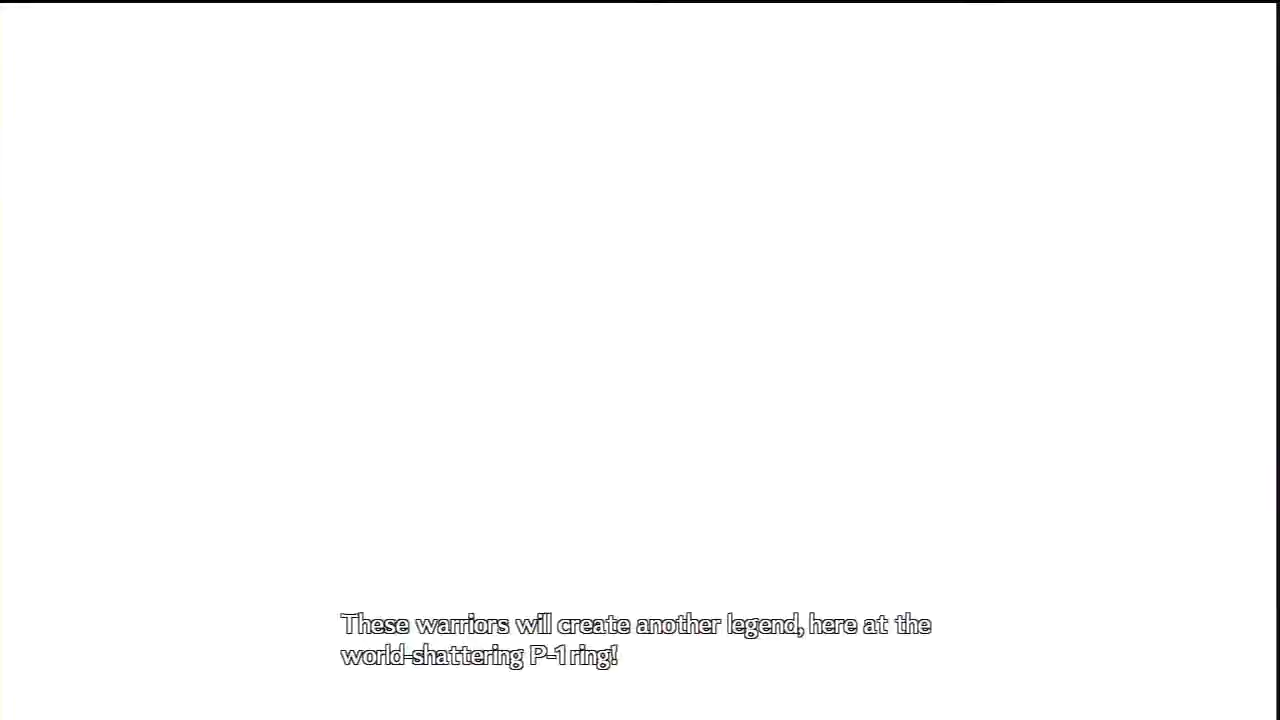 These warriors will create another legend, here at the
world-shattering P-1 ring!